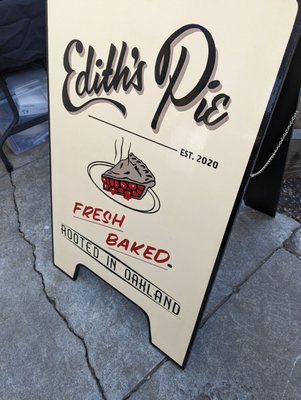 Edith's Pie
EST. 2020
FRESH
BAKED.
ROOTED IN OAKLAND